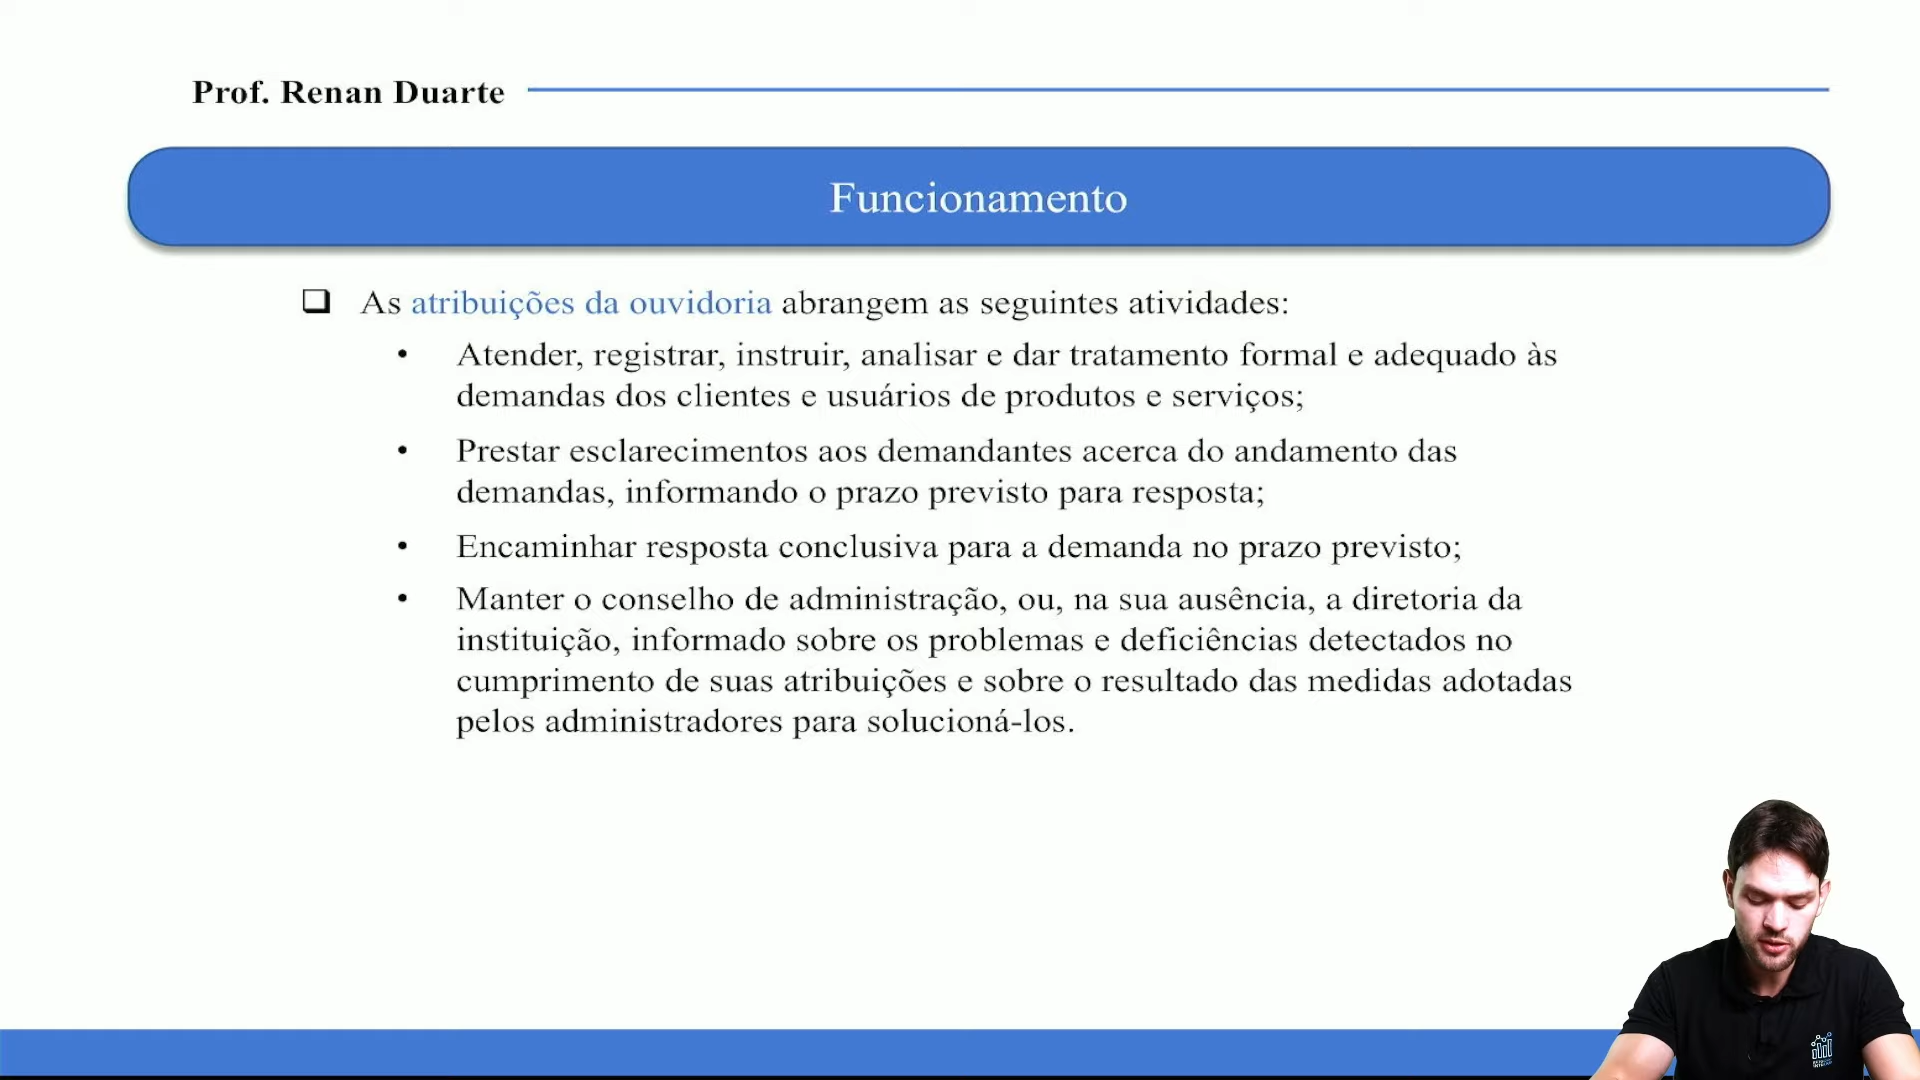 Prof. Renan Duarte
Funcionamento
❑ As atribuições da ouvidoria abrangem as seguintes atividades:
• Atender, registrar, instruir, analisar e dar tratamento formal e adequado às
demandas dos clientes e usuários de produtos e serviços;
• Prestar esclarecimentos aos demandantes acerca do andamento das
demandas, informando o prazo previsto para resposta;
• Encaminhar resposta conclusiva para a demanda no prazo previsto;
• Manter o conselho de administração, ou, na sua ausência, a diretoria da
instituição, informado sobre os problemas e deficiências detectados no
cumprimento de suas atribuições e sobre o resultado das medidas adotadas
pelos administradores para solucioná-los.